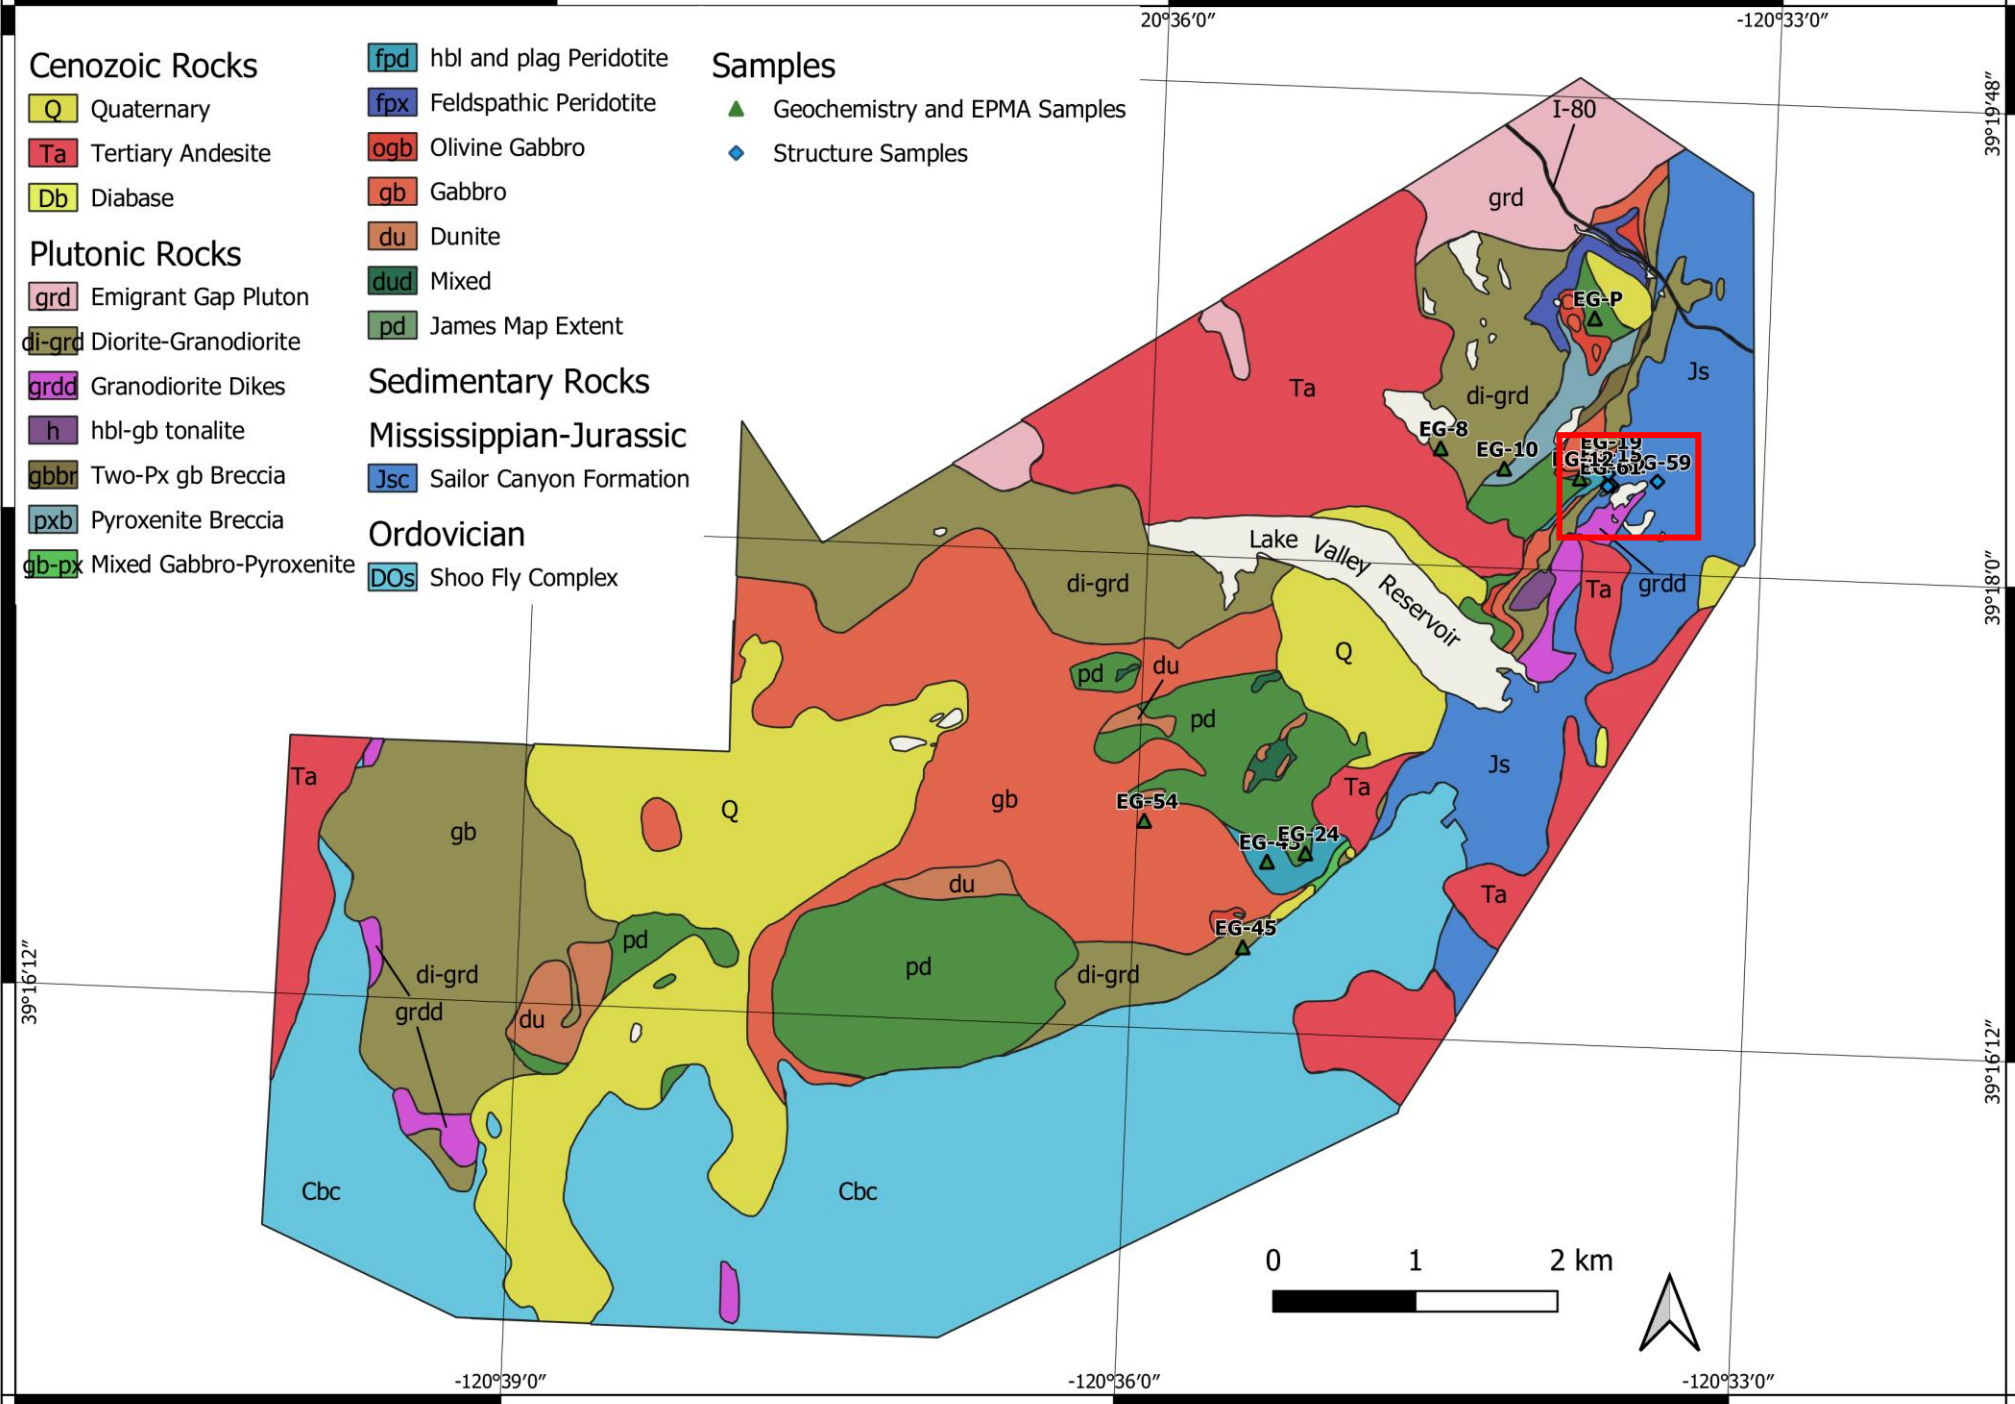 20°36'0"
-120°33'0"
Cenozoic Rocks
Q Quaternary
Ta Tertiary Andesite
Db Diabase
Plutonic Rocks
grd Emigrant Gap Pluton
di-grd Diorite-Granodiorite
grdd Granodiorite Dikes
h hbl-gb tonalite
gbbr Two-Px gb Breccia
pxb Pyroxenite Breccia
gb-px Mixed Gabbro-Pyroxenite
fpd hbl and plag Peridotite
fpx Feldspathic Peridotite
ogb Olivine Gabbro
gb Gabbro
du Dunite
dud Mixed
pd James Map Extent
Sedimentary Rocks
Mississippian-Jurassic
Jsc Sailor Canyon Formation
Ordovician
DOs Shoo Fly Complex
Samples
Geochemistry and EPMA Samples
Structure Samples
I-80
39°19'48"
grd
EG-P
Ta
di-grd
Js
EG-8
EG-10
EG-19
EG-59
Lake Valley Reservoir
di-grd
Ta
grdd
39°18'0"
Q
pd
du
pd
Ta
Js
Ta
gb
Q
gb
EG-54
EG-24
EG-45
du
Ta
pd
pd
di-grd
di-grd
grdd
du
39°16'12"
39°16'12"
Cbc
Cbc
0 1 2 km
-120°39'0"
-120°36'0"
-120°33'0"